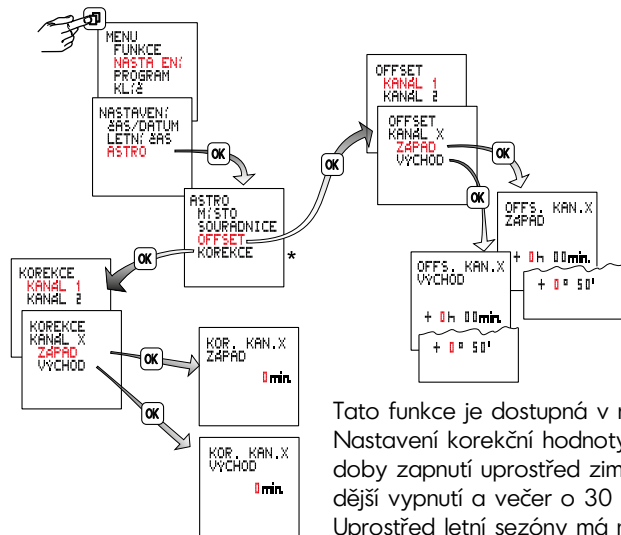 MENU
FUNKCE
NASTA ENÍ
PROGRAM
KLÍČ
NASTAVENÍ
ČAS/DATUM
LETNÍ ČAS
ASTRO
OK
ASTRO
MÍSTO
SOUŘADNICE
OFFSET
KOREKCE
*
OK
OFFSET
KANÁL 1
KANÁL 2
OFFSET
KANÁL X
ZÁPAD
VÝCHOD
OK
OK
OFFS. KAN.X
ZÁPAD
+ 0h 00min.
+ 0° 50'
OFFS. KAN.X
VÝCHOD
+ 0h 00min.
+ 0° 50'
OK
KOREKCE
KANÁL 1
KANÁL 2
KOREKCE
KANÁL X
ZÁPAD
VÝCHOD
OK
OK
KOR. KAN.X
ZÁPAD
0min.
KOR. KAN.X
VÝCHOD
0min.
Tato funkce je dostupná v
Nastavení korekční hodnoty
doby zapnutí uprostřed zim
dější vypnutí a večer o 30
Uprostřed letní sezóny má